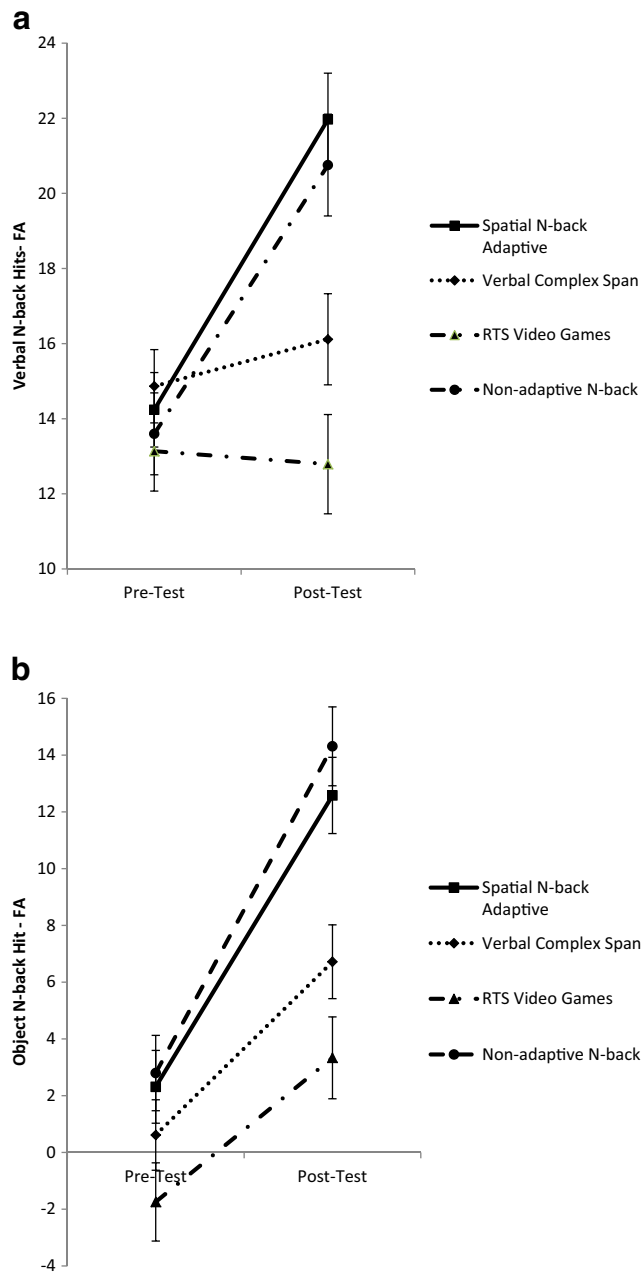 a
24
22
20
18
16
14
12
10
Verbal N-back Hits- FA
Pre-Test
Post-Test
Spatial N-back
Adaptive
Verbal Complex Span
RTS Video Games
Non-adaptive N-back
b
16
14
12
10
8
6
4
2
0
-2
-4
Object N-back Hit - FA
Pre-Test
Post-Test
Spatial N-back
Adaptive
Verbal Complex Span
RTS Video Games
Non-adaptive N-back